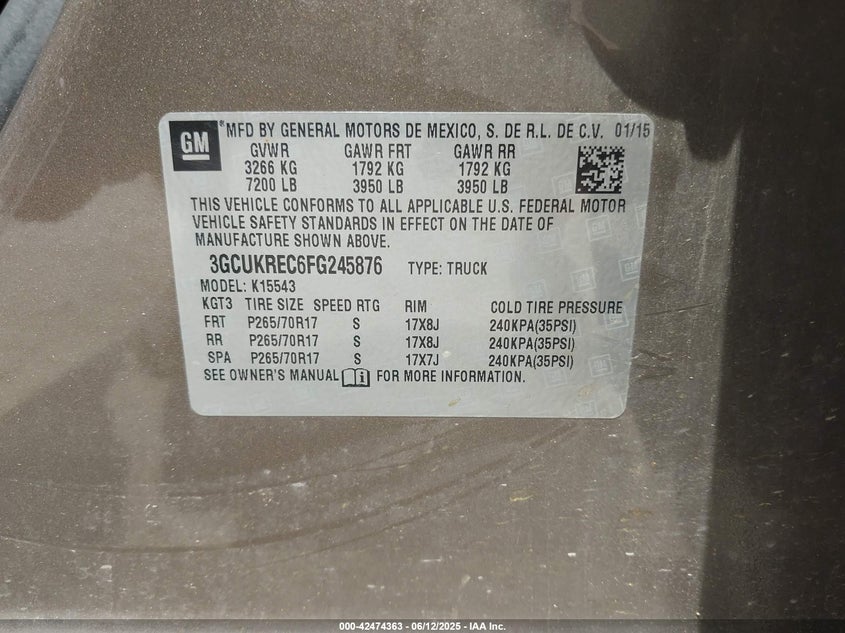 GM ®MFD BY GENERAL MOTORS DE MEXICO, S. DE R.L. DE C.V. 01/15
GVWR GAWR FRT GAWR RR
3266 KG 1792 KG 1792 KG
7200 LB 3950 LB 3950 LB
THIS VEHICLE CONFORMS TO ALL APPLICABLE U.S. FEDERAL MOTOR
VEHICLE SAFETY STANDARDS IN EFFECT ON THE DATE OF
MANUFACTURE SHOWN ABOVE.
3GCUKREC6FG245876 TYPE: TRUCK
MODEL: K15543
KGT3 TIRE SIZE SPEED RTG RIM COLD TIRE PRESSURE
FRT P265/70R17 S 17X8J 240KPA(35PSI)
RR P265/70R17 S 17X8J 240KPA(35PSI)
SPA P265/70R17 S 17X7J 240KPA(35PSI)
SEE OWNER'S MANUAL FOR MORE INFORMATION.
000-42474363 - 06/12/2025 - IAA Inc.